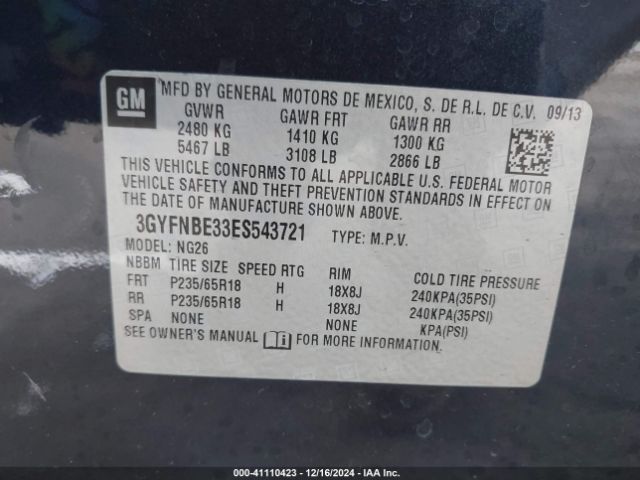 GM
MFD BY GENERAL MOTORS DE MEXICO, S. DE R.L. DE C.V. 09/13
GVWR GAWR FRT GAWR RR
2480 KG 1410 KG 1300 KG
5467 LB 3108 LB 2866 LB
THIS VEHICLE CONFORMS TO ALL APPLICABLE U.S. FEDERAL MOTOR
VEHICLE SAFETY AND THEFT PREVENTION STANDARDS IN EFFECT ON
THE DATE OF MANUFACTURE SHOWN ABOVE.
3GYFNBE33ES543721 TYPE: M.P.V.
MODEL: NG26
NBBM TIRE SIZE SPEED RTG RIM COLD TIRE PRESSURE
FRT P235/65R18 H 18X8J 240KPA(35PSI)
RR P235/65R18 H 18X8J 240KPA(35PSI)
SPA NONE NONE KPA(PSI)
SEE OWNER'S MANUAL FOR MORE INFORMATION.
000-41110423 - 12/16/2024 - IAA Inc.